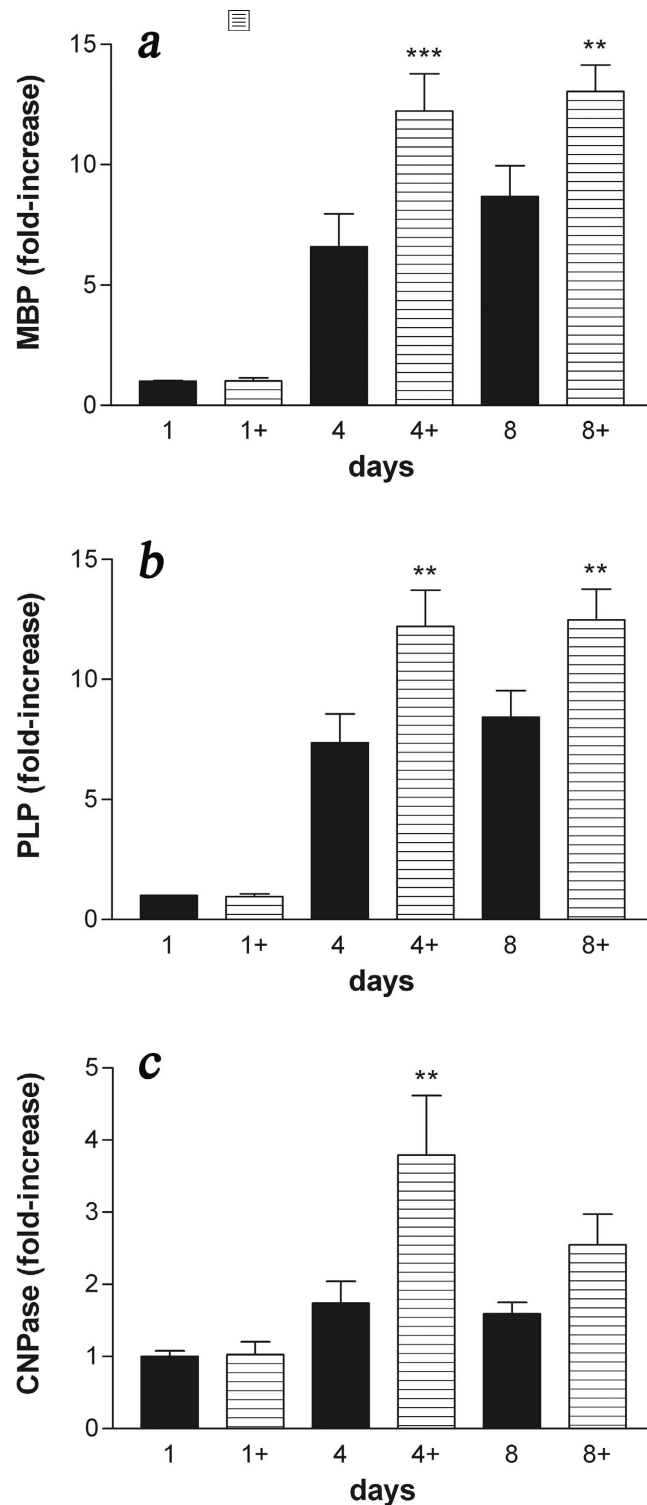 a
MBP (fold-increase)
15
10
5
0
***
**
1 1+ 4 4+ 8 8+
days
b
PLP (fold-increase)
15
10
5
0
**
**
1 1+ 4 4+ 8 8+
days
c
CNPase (fold-increase)
5
4
3
2
1
0
**
1 1+ 4 4+ 8 8+
days